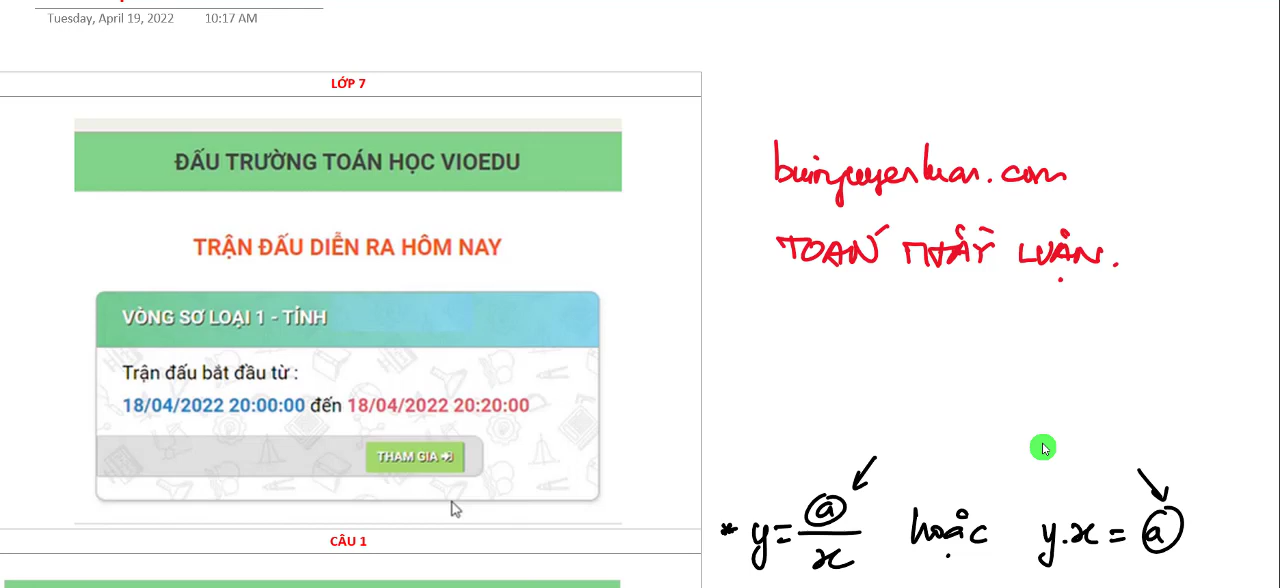 Tuesday, April 19, 2022 10:17 AM
LỚP 7
ĐẤU TRƯỜNG TOÁN HỌC VIOEDU
TRẬN ĐẤU DIỄN RA HÔM NAY
VÒNG SƠ LOẠI 1 - TỈNH
Trận đấu bắt đầu từ :
18/04/2022 20:00:00 đến 18/04/2022 20:20:00
THAM GIA
CÂU 1
buinguyenluan.com
TOÁN THẦY LUẬN.
* y = a/x hoặc y.x = a